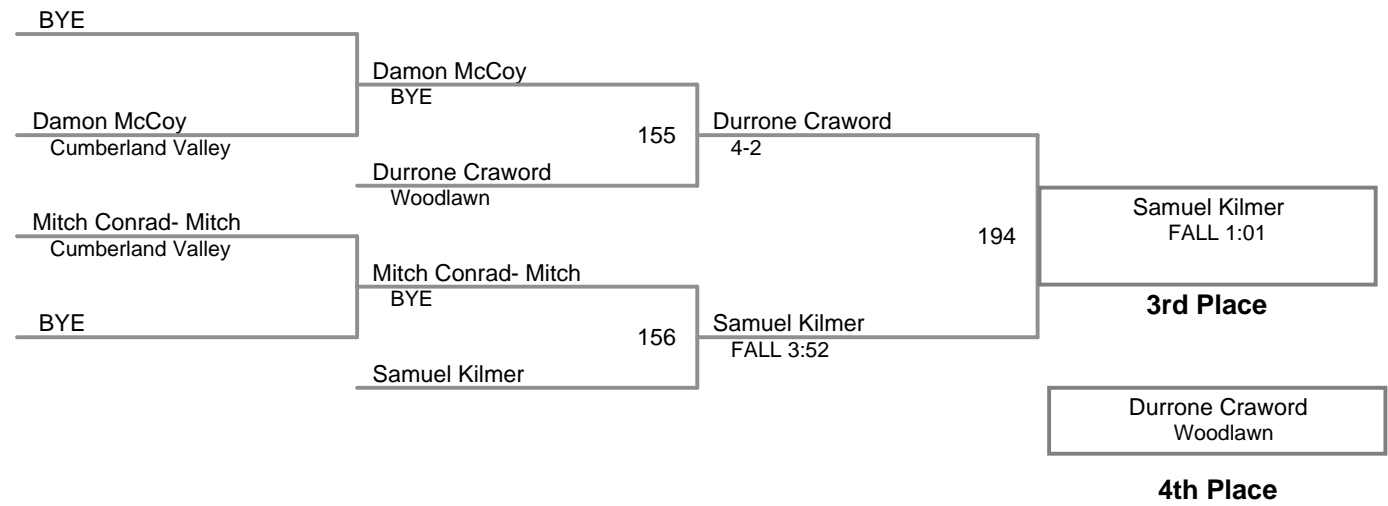 BYE
Damon McCoy
BYE
Damon McCoy
Cumberland Valley
155
Durrone Craword
4-2
Durrone Craword
Woodlawn
Mitch Conrad- Mitch
Cumberland Valley
194
Samuel Kilmer
FALL 1:01
3rd Place
Mitch Conrad- Mitch
BYE
BYE
156
Samuel Kilmer
FALL 3:52
Samuel Kilmer
Durrone Craword
Woodlawn
4th Place